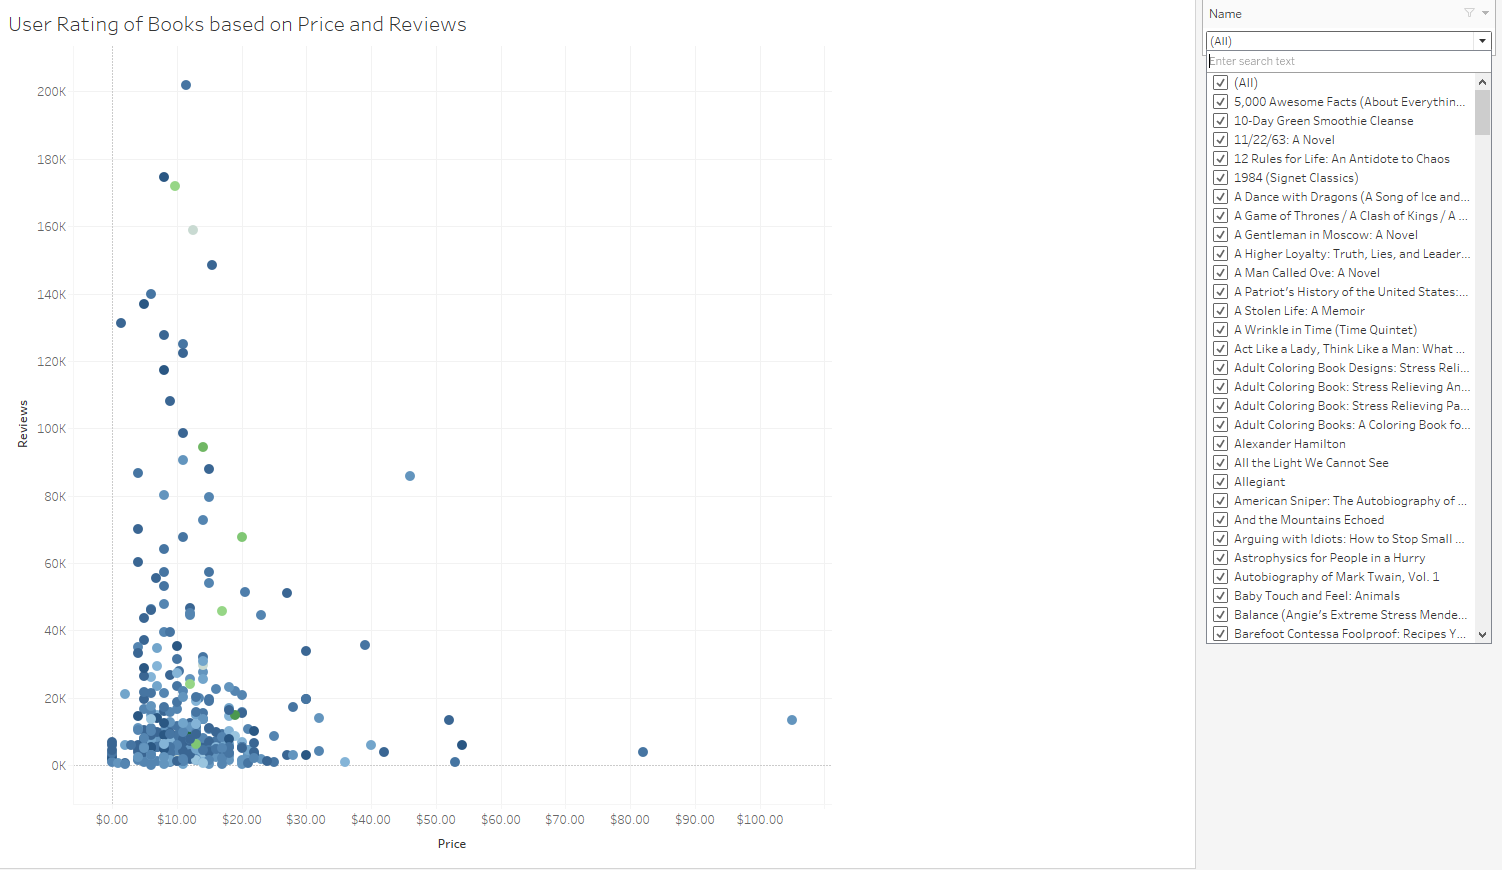 User Rating of Books based on Price and Reviews
200K
180K
160K
140K
120K
100K
80K
60K
40K
20K
0K
Reviews
$0.00 $10.00 $20.00 $30.00 $40.00 $50.00 $60.00 $70.00 $80.00 $90.00 $100.00
Price
Name
(All)
Enter search text
(All)
5,000 Awesome Facts (About Everythin...
10-Day Green Smoothie Cleanse
11/22/63: A Novel
12 Rules for Life: An Antidote to Chaos
1984 (Signet Classics)
A Dance with Dragons (A Song of Ice and...
A Game of Thrones / A Clash of Kings / A ...
A Gentleman in Moscow: A Novel
A Higher Loyalty: Truth, Lies, and Leader...
A Man Called Ove: A Novel
A Patriot's History of the United States:...
A Stolen Life: A Memoir
A Wrinkle in Time (Time Quintet)
Act Like a Lady, Think Like a Man: What ...
Adult Coloring Book Designs: Stress Reli...
Adult Coloring Book: Stress Relieving An...
Adult Coloring Book: Stress Relieving Pa...
Adult Coloring Books: A Coloring Book fo...
Alexander Hamilton
All the Light We Cannot See
Allegiant
American Sniper: The Autobiography of ...
And the Mountains Echoed
Arguing with Idiots: How to Stop Small ...
Astrophysics for People in a Hurry
Autobiography of Mark Twain, Vol. 1
Baby Touch and Feel: Animals
Balance (Angie's Extreme Stress Mende...
Barefoot Contessa Foolproof: Recipes Y...